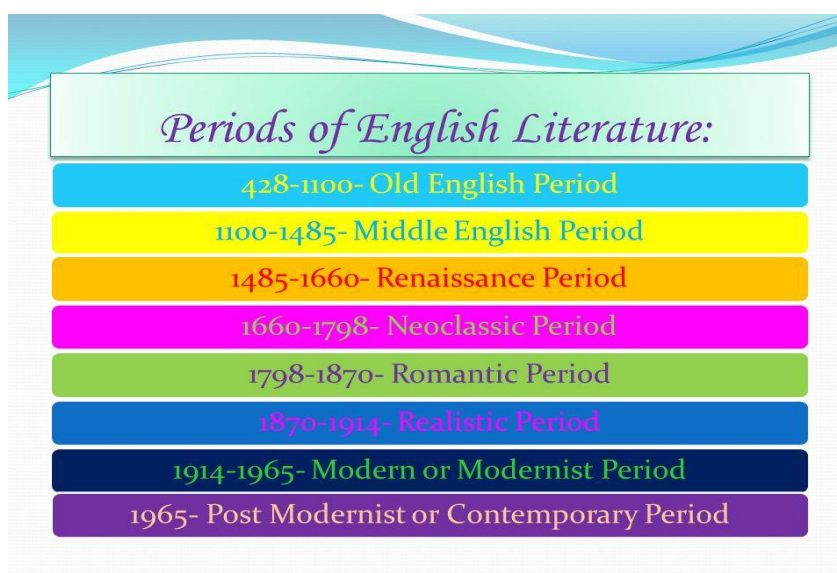 Periods of English Literature:
428-1100- Old English Period
1100-1485- Middle English Period
1485-1660- Renaissance Period
1660-1798- Neoclassic Period
1798-1870- Romantic Period
1870-1914- Realistic Period
1914-1965- Modern or Modernist Period
1965- Post Modernist or Contemporary Period